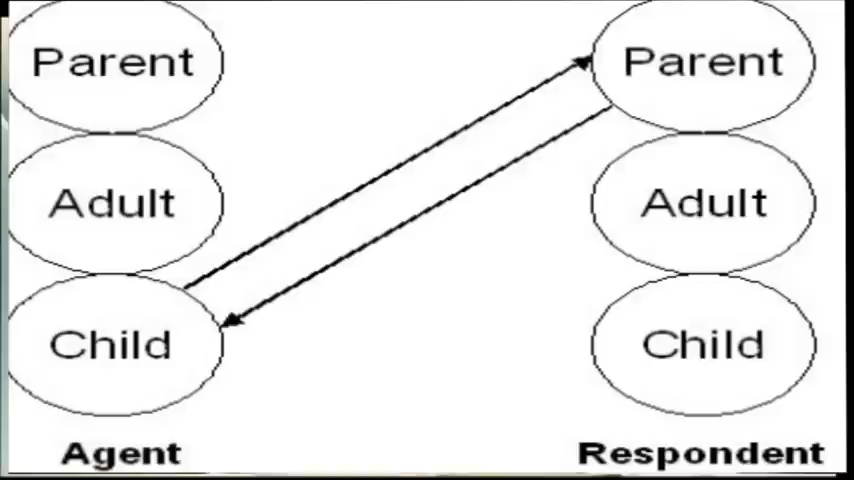 Parent Parent
Adult Adult
Child Child
Agent Respondent